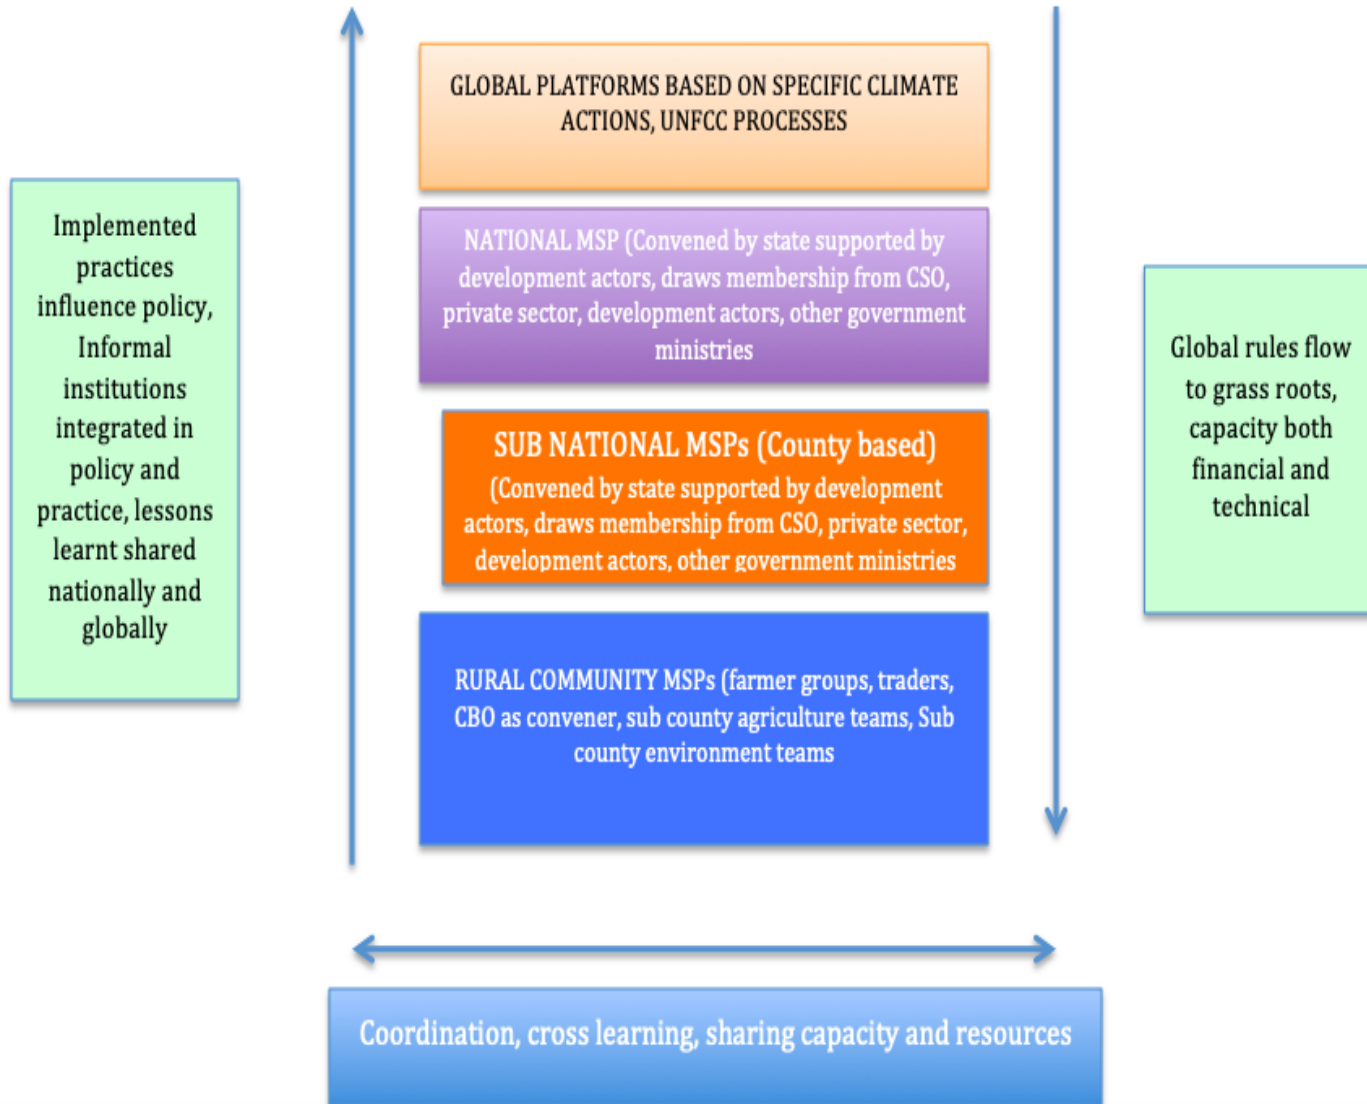 GLOBAL PLATFORMS BASED ON SPECIFIC CLIMATE
ACTIONS, UNFCC PROCESSES
NATIONAL MSP (Convened by state supported by
development actors, draws membership from CSO,
private sector, development actors, other government
ministries
SUB NATIONAL MSPs (County based)
(Convened by state supported by development
actors, draws membership from CSO, private sector,
development actors, other government ministries
RURAL COMMUNITY MSPs (farmer groups, traders,
CBO as convener, sub county agriculture teams, Sub
county environment teams
Implemented
practices
influence policy,
Informal
institutions
integrated in
policy and
practice, lessons
learnt shared
nationally and
globally
Global rules flow
to grass roots,
capacity both
financial and
technical
Coordination, cross learning, sharing capacity and resources